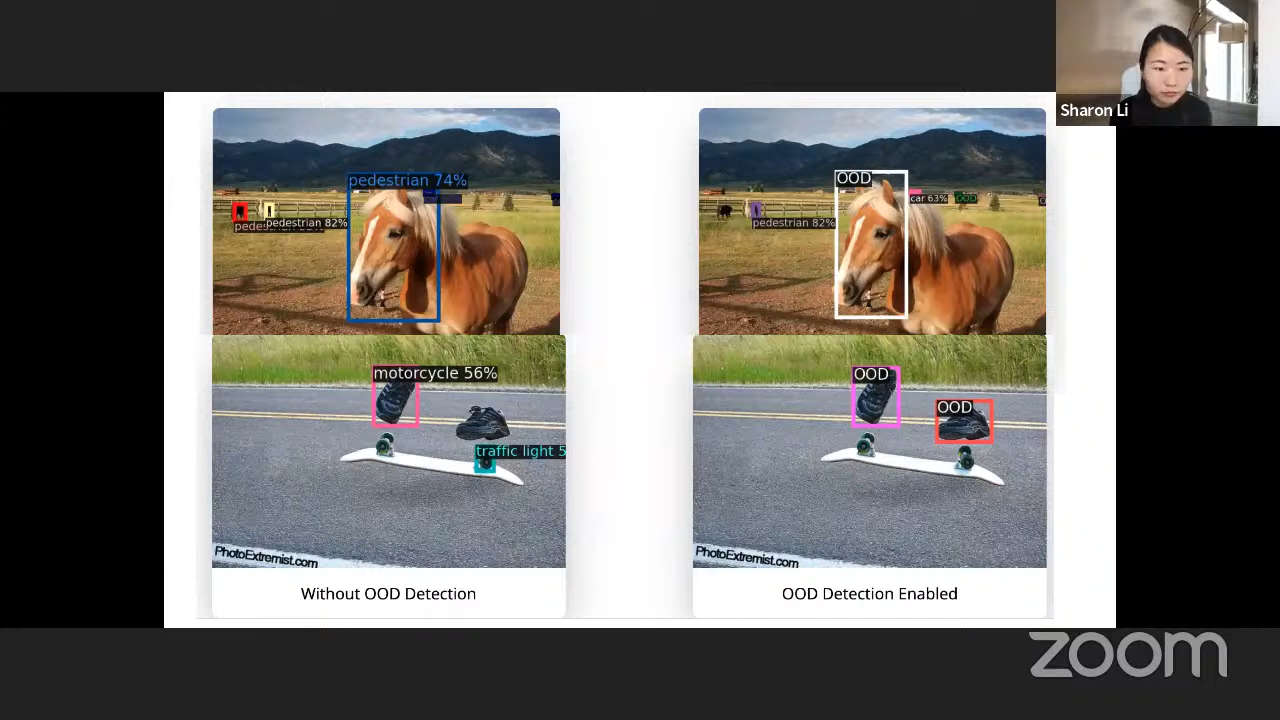 Sharon Li
pedestrian 74%
pedestrian 82%
OOD
car 63%
OOD
pedestrian 82%
motorcycle 56%
traffic light 5
OOD
OOD
PhotoExtremist.com
PhotoExtremist.com
Without OOD Detection
OOD Detection Enabled
zoom